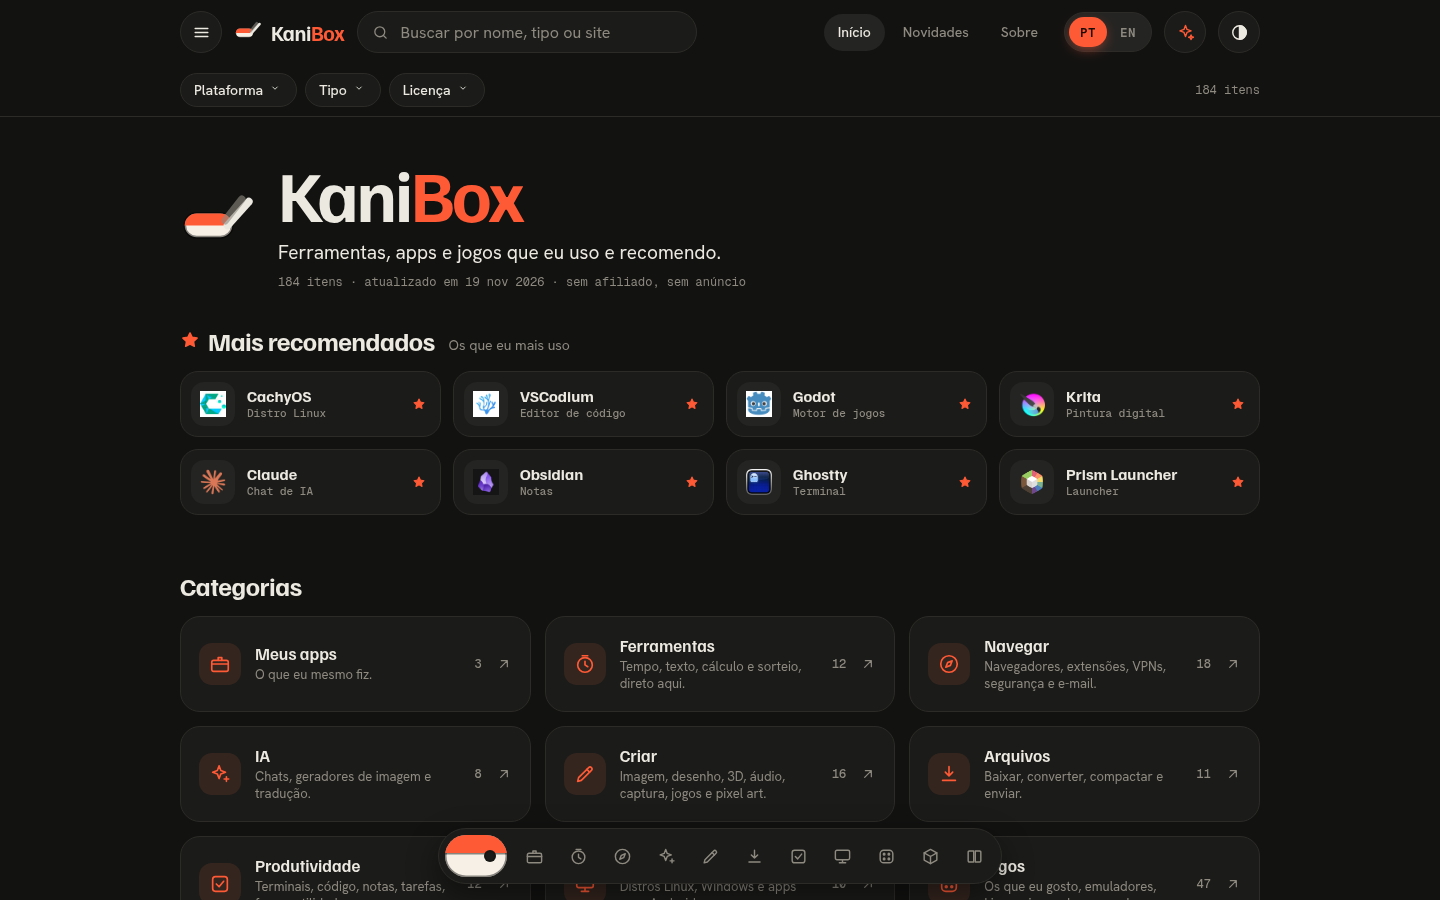 KaniBox
Buscar por nome, tipo ou site
Início
Novidades
Sobre
PT
EN
Plataforma
Tipo
Licença
184 itens
KaniBox
Ferramentas, apps e jogos que eu uso e recomendo.
184 itens · atualizado em 19 nov 2026 · sem afiliado, sem anúncio
Mais recomendados
Os que eu mais uso
CachyOS
Distro Linux
VSCodium
Editor de código
Godot
Motor de jogos
Krita
Pintura digital
Claude
Chat de IA
Obsidian
Notas
Ghostty
Terminal
Prism Launcher
Launcher
Categorias
Meus apps
O que eu mesmo fiz.
3
Ferramentas
Tempo, texto, cálculo e sorteio,
direto aqui.
12
Navegar
Navegadores, extensões, VPNs,
segurança e e-mail.
18
IA
Chats, geradores de imagem e
tradução.
8
Criar
Imagem, desenho, 3D, áudio,
captura, jogos e pixel art.
16
Arquivos
Baixar, converter, compactar e
enviar.
11
Produtividade
Terminais, código, notas, tarefas,
12
Distros Linux, Windows e apps
10
gos
Os que eu gosto, emuladores,
47